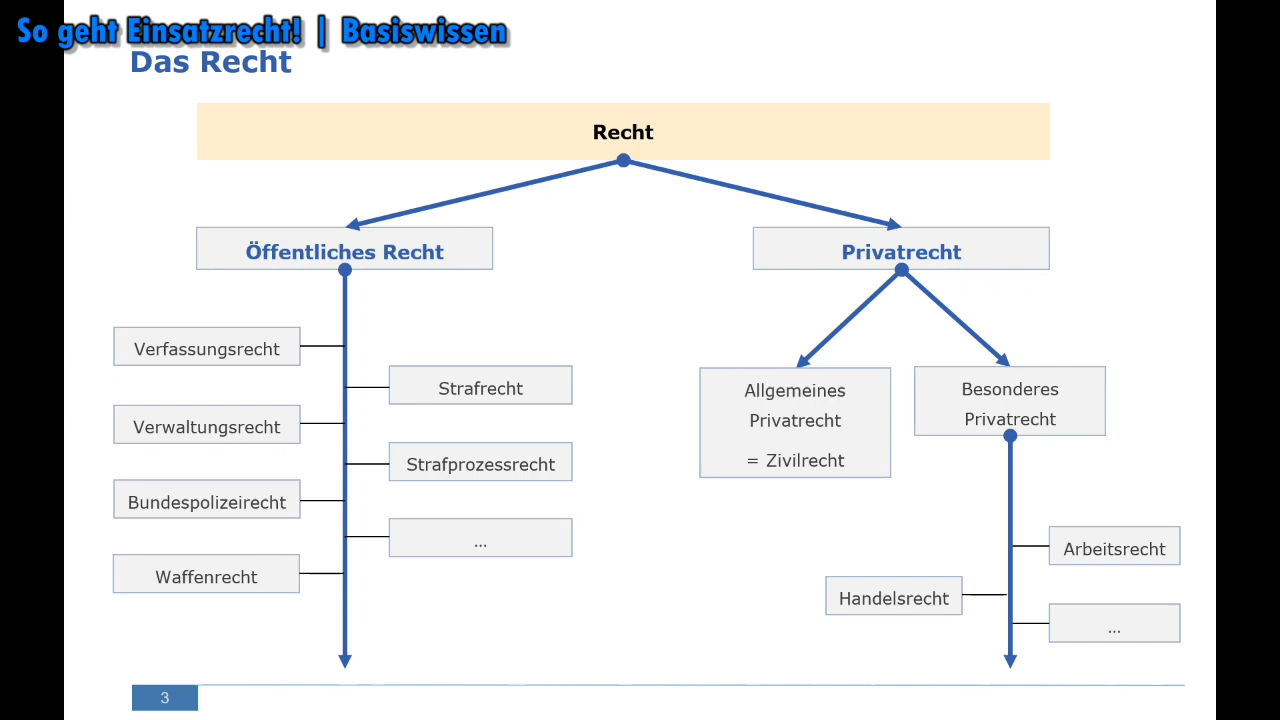 So geht Einsatzrecht! | Basiswissen
Das Recht
Recht
Öffentliches Recht
Privatrecht
Verfassungsrecht
Strafrecht
Verwaltungsrecht
Strafprozessrecht
Bundespolizeirecht
...
Waffenrecht
Allgemeines
Privatrecht
= Zivilrecht
Besonderes
Privatrecht
Arbeitsrecht
Handelsrecht
...
3